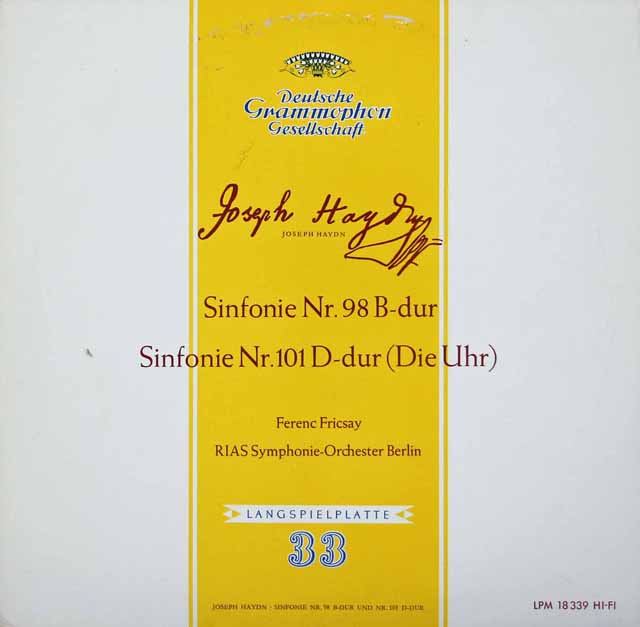 Deutsche
Grammophon
Gesellschaft
Joseph Haydn
JOSEPH HAYDN
Sinfonie Nr. 98 B-dur
Sinfonie Nr. 101 D-dur (Die Uhr)
Ferenc Fricsay
RIAS Symphonie-Orchester Berlin
LANGSPIELPLATTE
33
JOSEPH HAYDN · SINFONIE NR. 98 B-DUR UND NR. 101 D-DUR
LPM 18 339 HI-FI